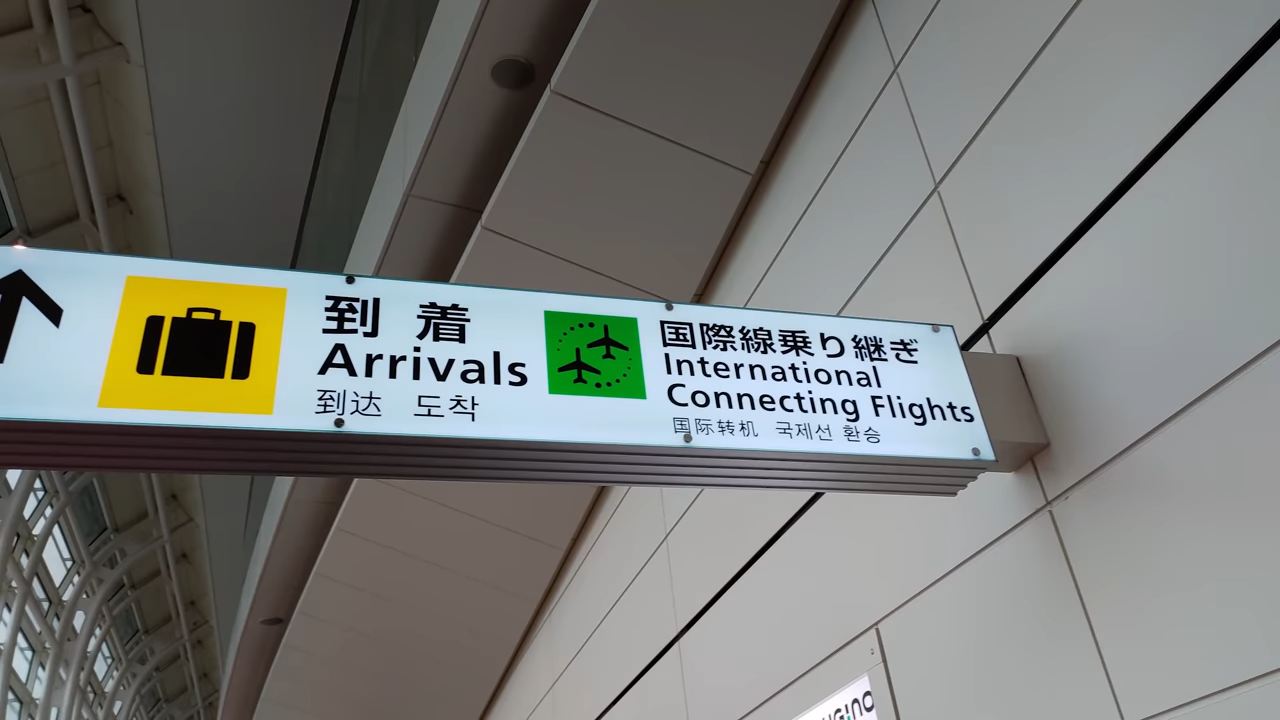 到着
Arrivals
到达 도착
国際線乗り継ぎ
International
Connecting Flights
国际转机 국제선 환승